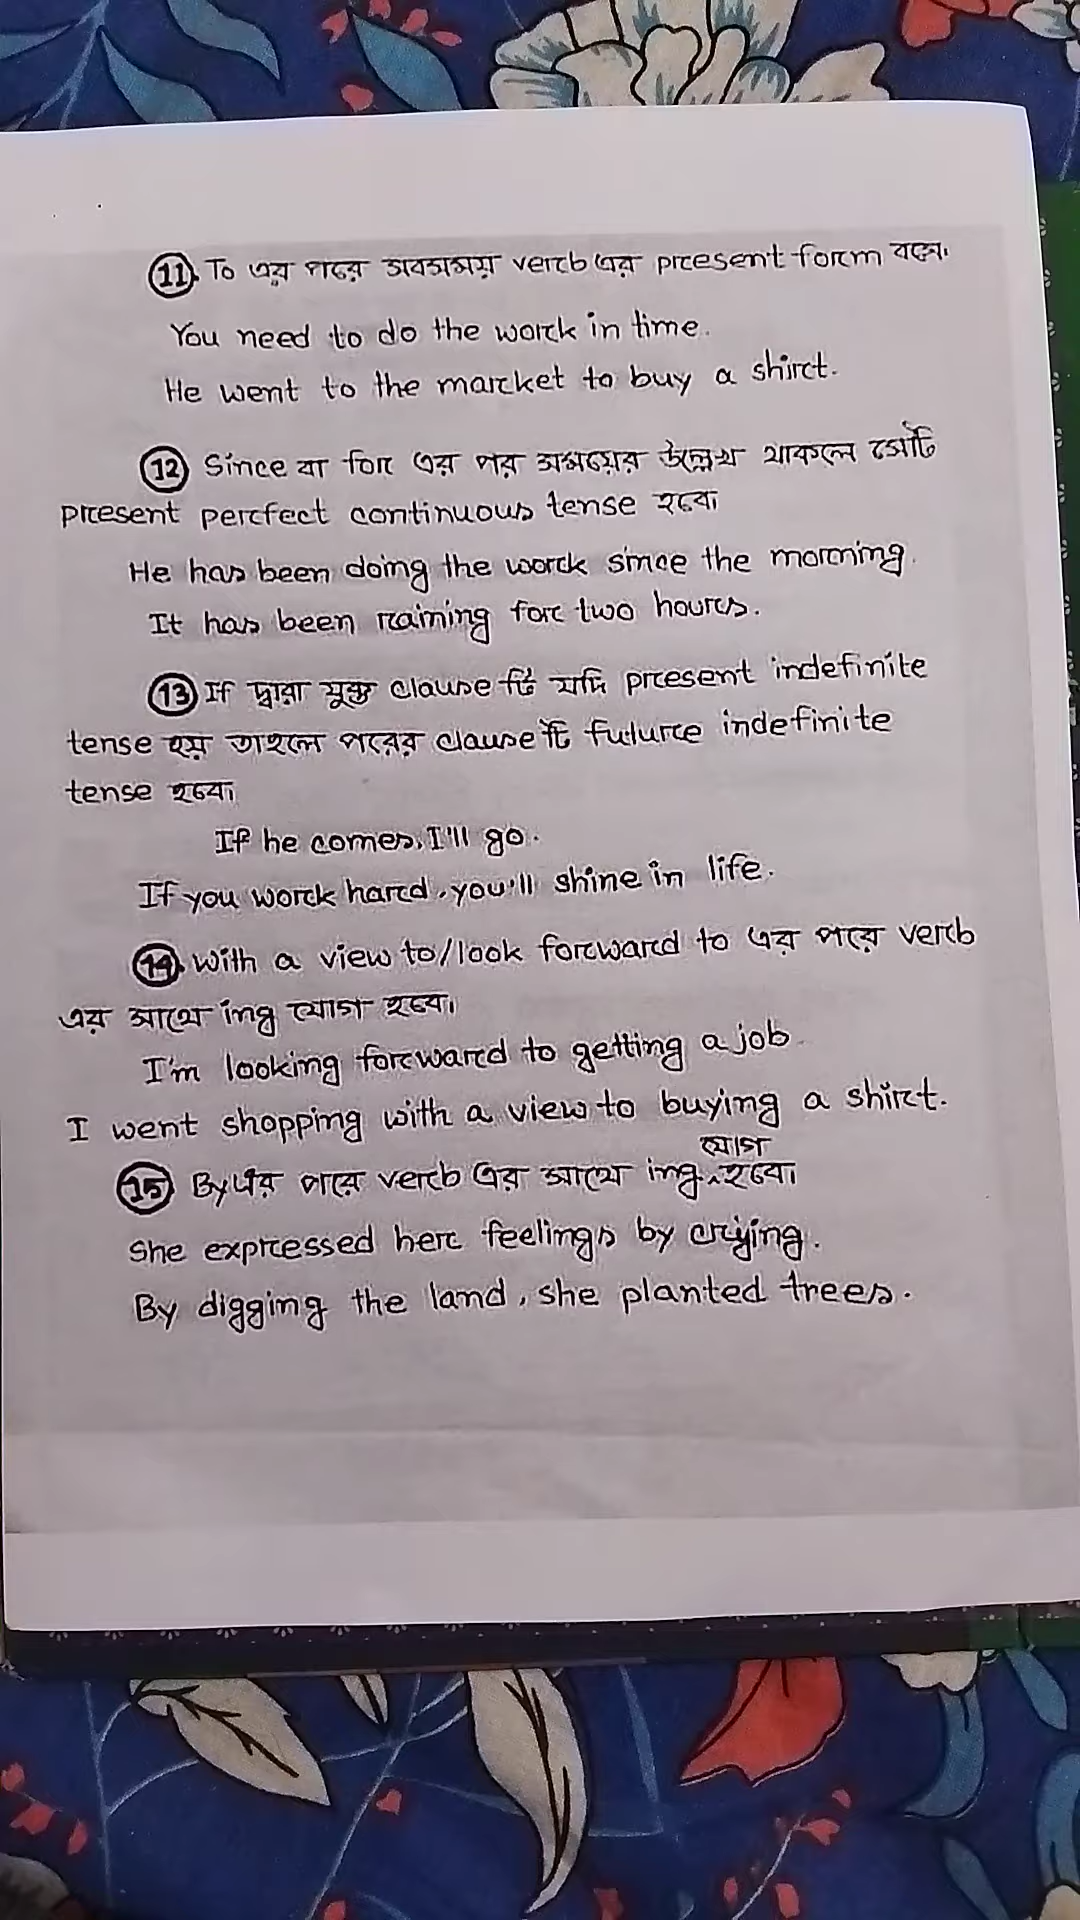 11. To এর পরে সবসময় verb এর present form বসে।
You need to do the work in time.
He went to the market to buy a shirt.
12 Since বা for এর পর সময়ের উল্লেখ থাকলে সেটি
present perfect continuous tense হবে।
He has been doing the work since the morning.
It has been raining for two hours.
13 If দ্বারা যুক্ত clause টি যদি present indefinite
tense হয় তাহলে পরের clause টি future indefinite
tense হবে।
If he comes, I'll go.
If you work hard, you'll shine in life.
14. With a view to/look forward to এর পরে verb
এর সাথে ing যোগ হবে।
I'm looking forward to getting a job.
I went shopping with a view to buying a shirt.
15 By এর পরে verb এর সাথে ing যোগ হবে।
She expressed her feelings by crying.
By digging the land, she planted trees.